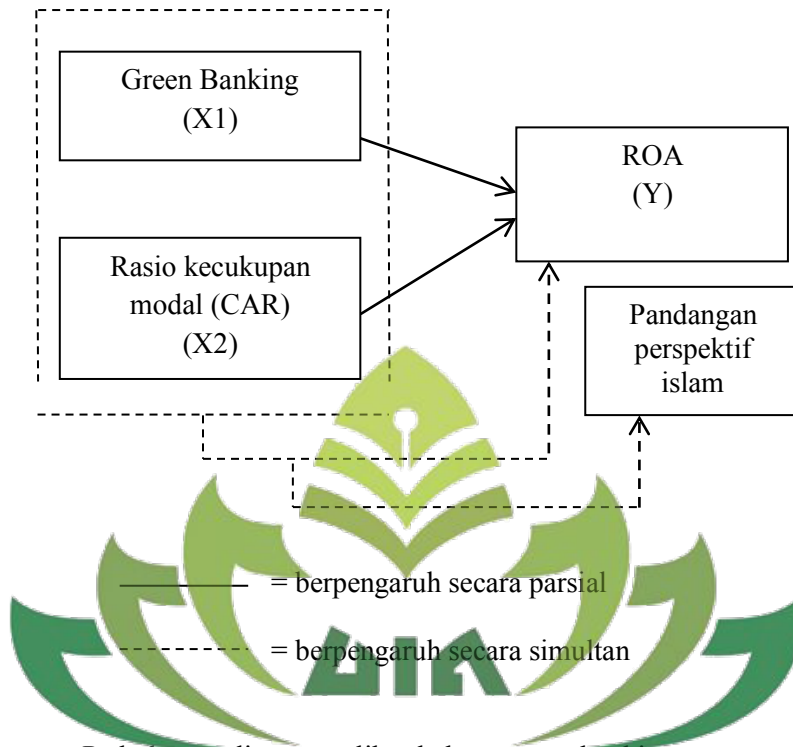 Green Banking
(X1)
ROA
(Y)
Rasio kecukupan
modal (CAR)
(X2)
Pandangan
perspektif
islam
= berpengaruh secara parsial
= berpengaruh secara simultan